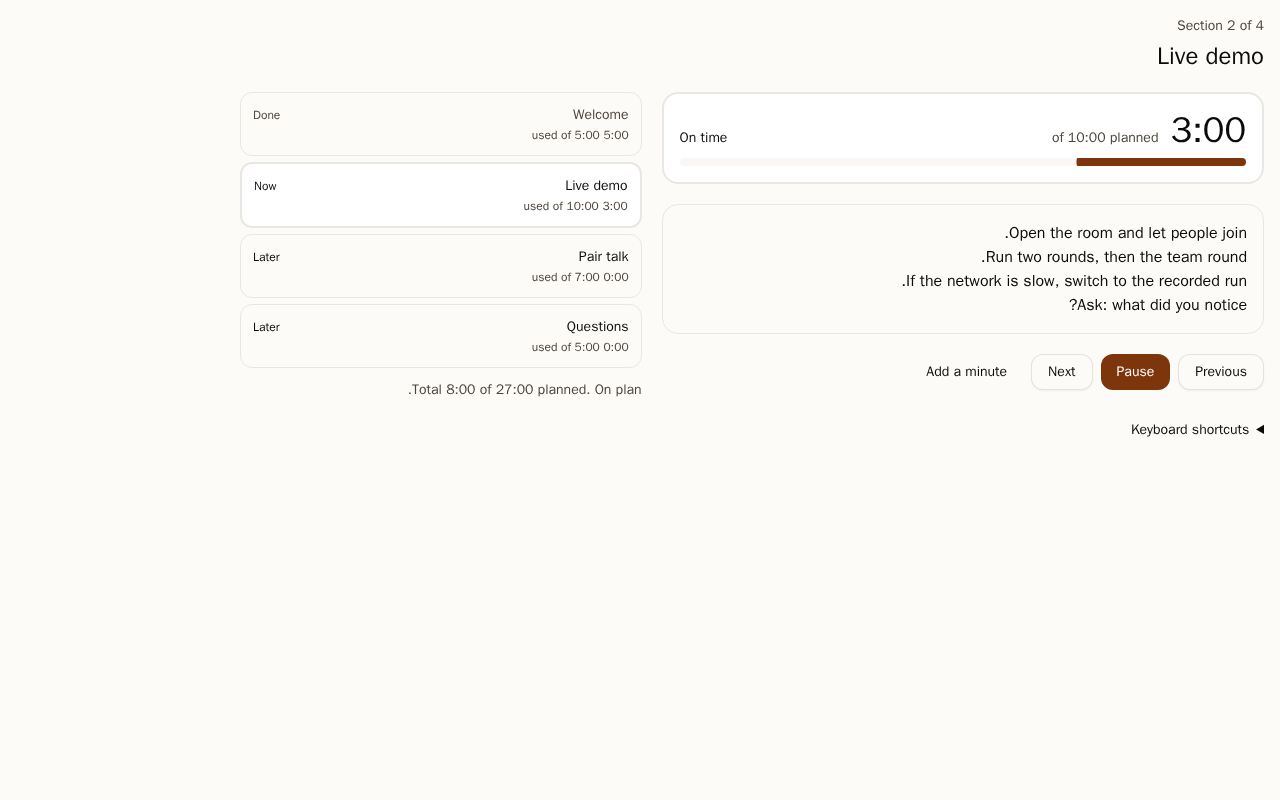 Section 2 of 4
Live demo
3:00 of 10:00 planned On time
.Open the room and let people join
.Run two rounds, then the team round
.If the network is slow, switch to the recorded run
?Ask: what did you notice
Previous Pause Next Add a minute
Keyboard shortcuts
Welcome Done
used of 5:00 5:00
Live demo Now
used of 10:00 3:00
Pair talk Later
used of 7:00 0:00
Questions Later
used of 5:00 0:00
.Total 8:00 of 27:00 planned. On plan